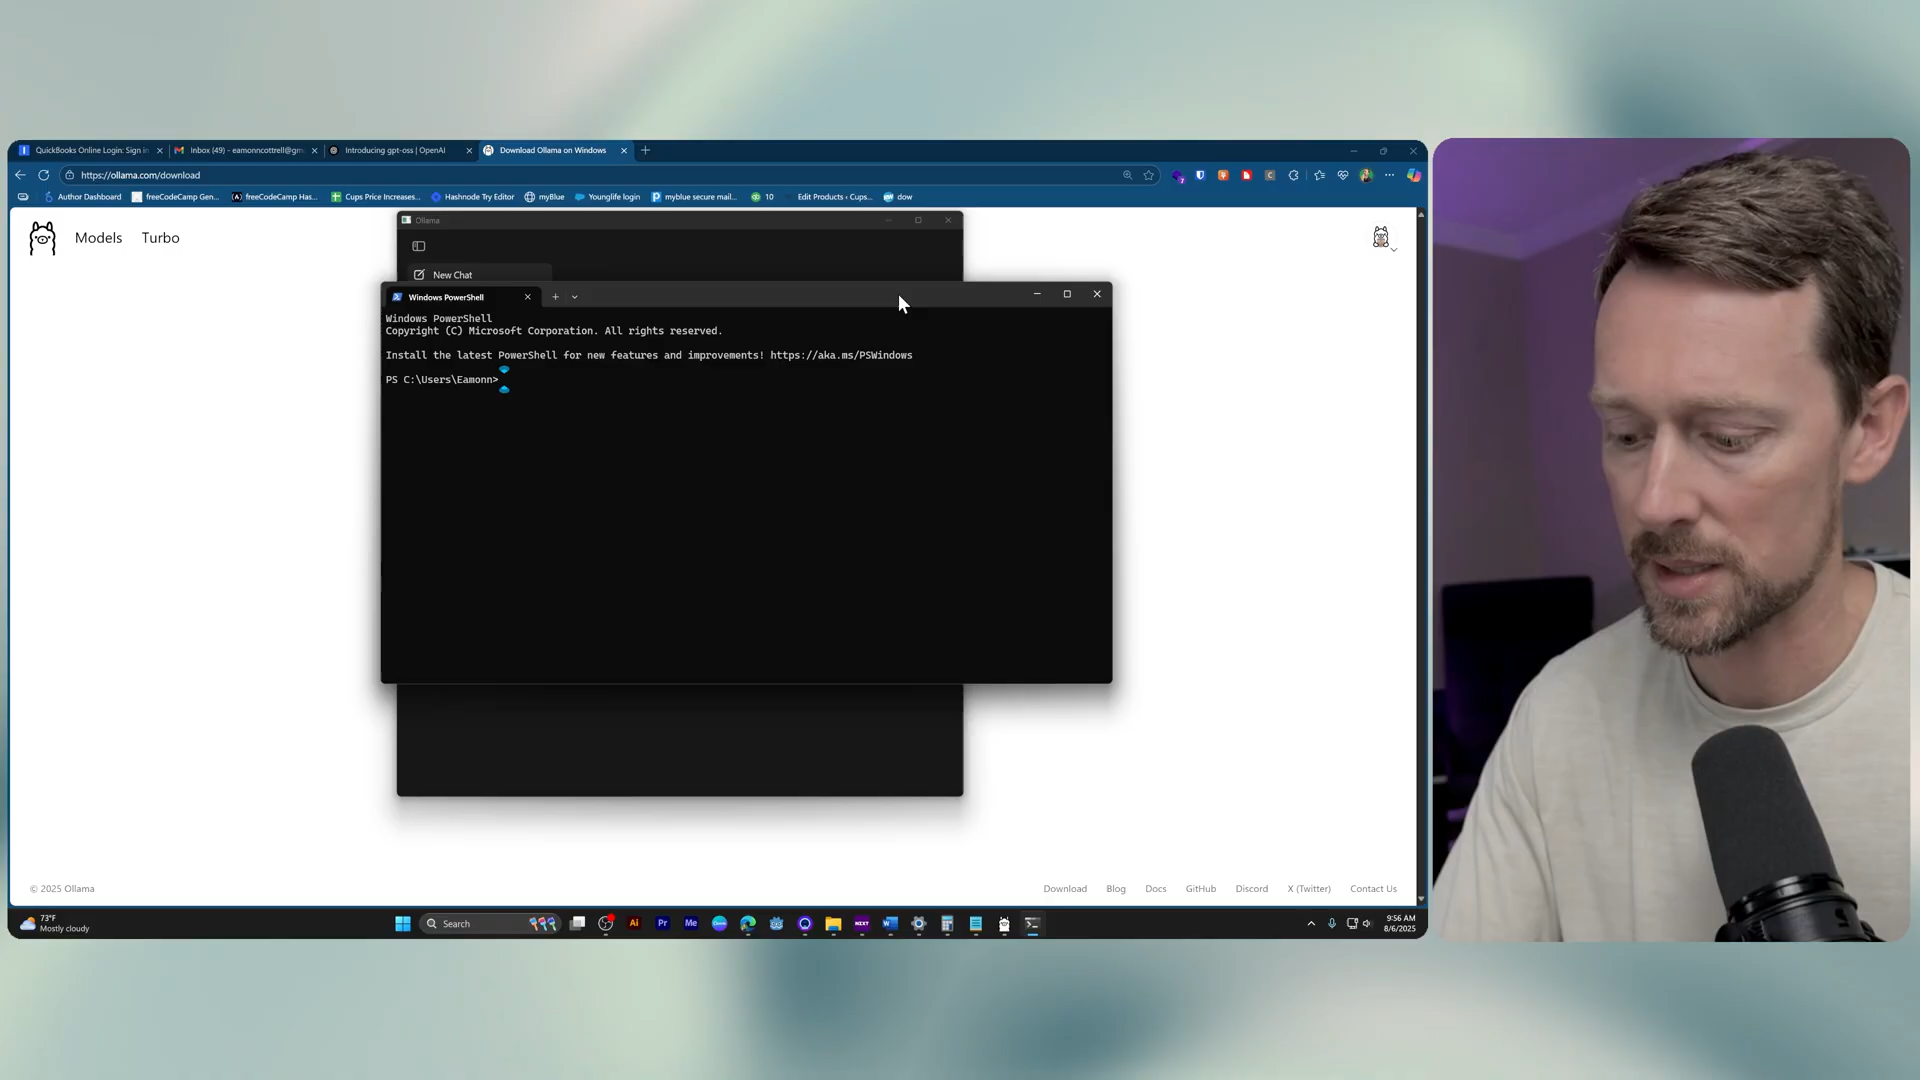 QuickBooks Online Login: Sign in
Inbox (49) - eamonncottrell@gm
Introducing gpt-oss | OpenAI
Download Ollama on Windows
https://ollama.com/download
Author Dashboard
freeCodeCamp Gen...
freeCodeCamp Has...
Cups Price Increases...
Hashnode Try Editor
myBlue
Younglife login
myblue secure mail...
10
Edit Products ‹ Cups...
dow
Models
Turbo
Ollama
New Chat
Windows PowerShell
Windows PowerShell
Copyright (C) Microsoft Corporation. All rights reserved.
Install the latest PowerShell for new features and improvements! https://aka.ms/PSWindows
PS C:\Users\Eamonn>
© 2025 Ollama
Download
Blog
Docs
GitHub
Discord
X (Twitter)
Contact Us
73°F
Mostly cloudy
Search
Ai
Pr
Me
NEXT
9:56 AM
8/6/2025